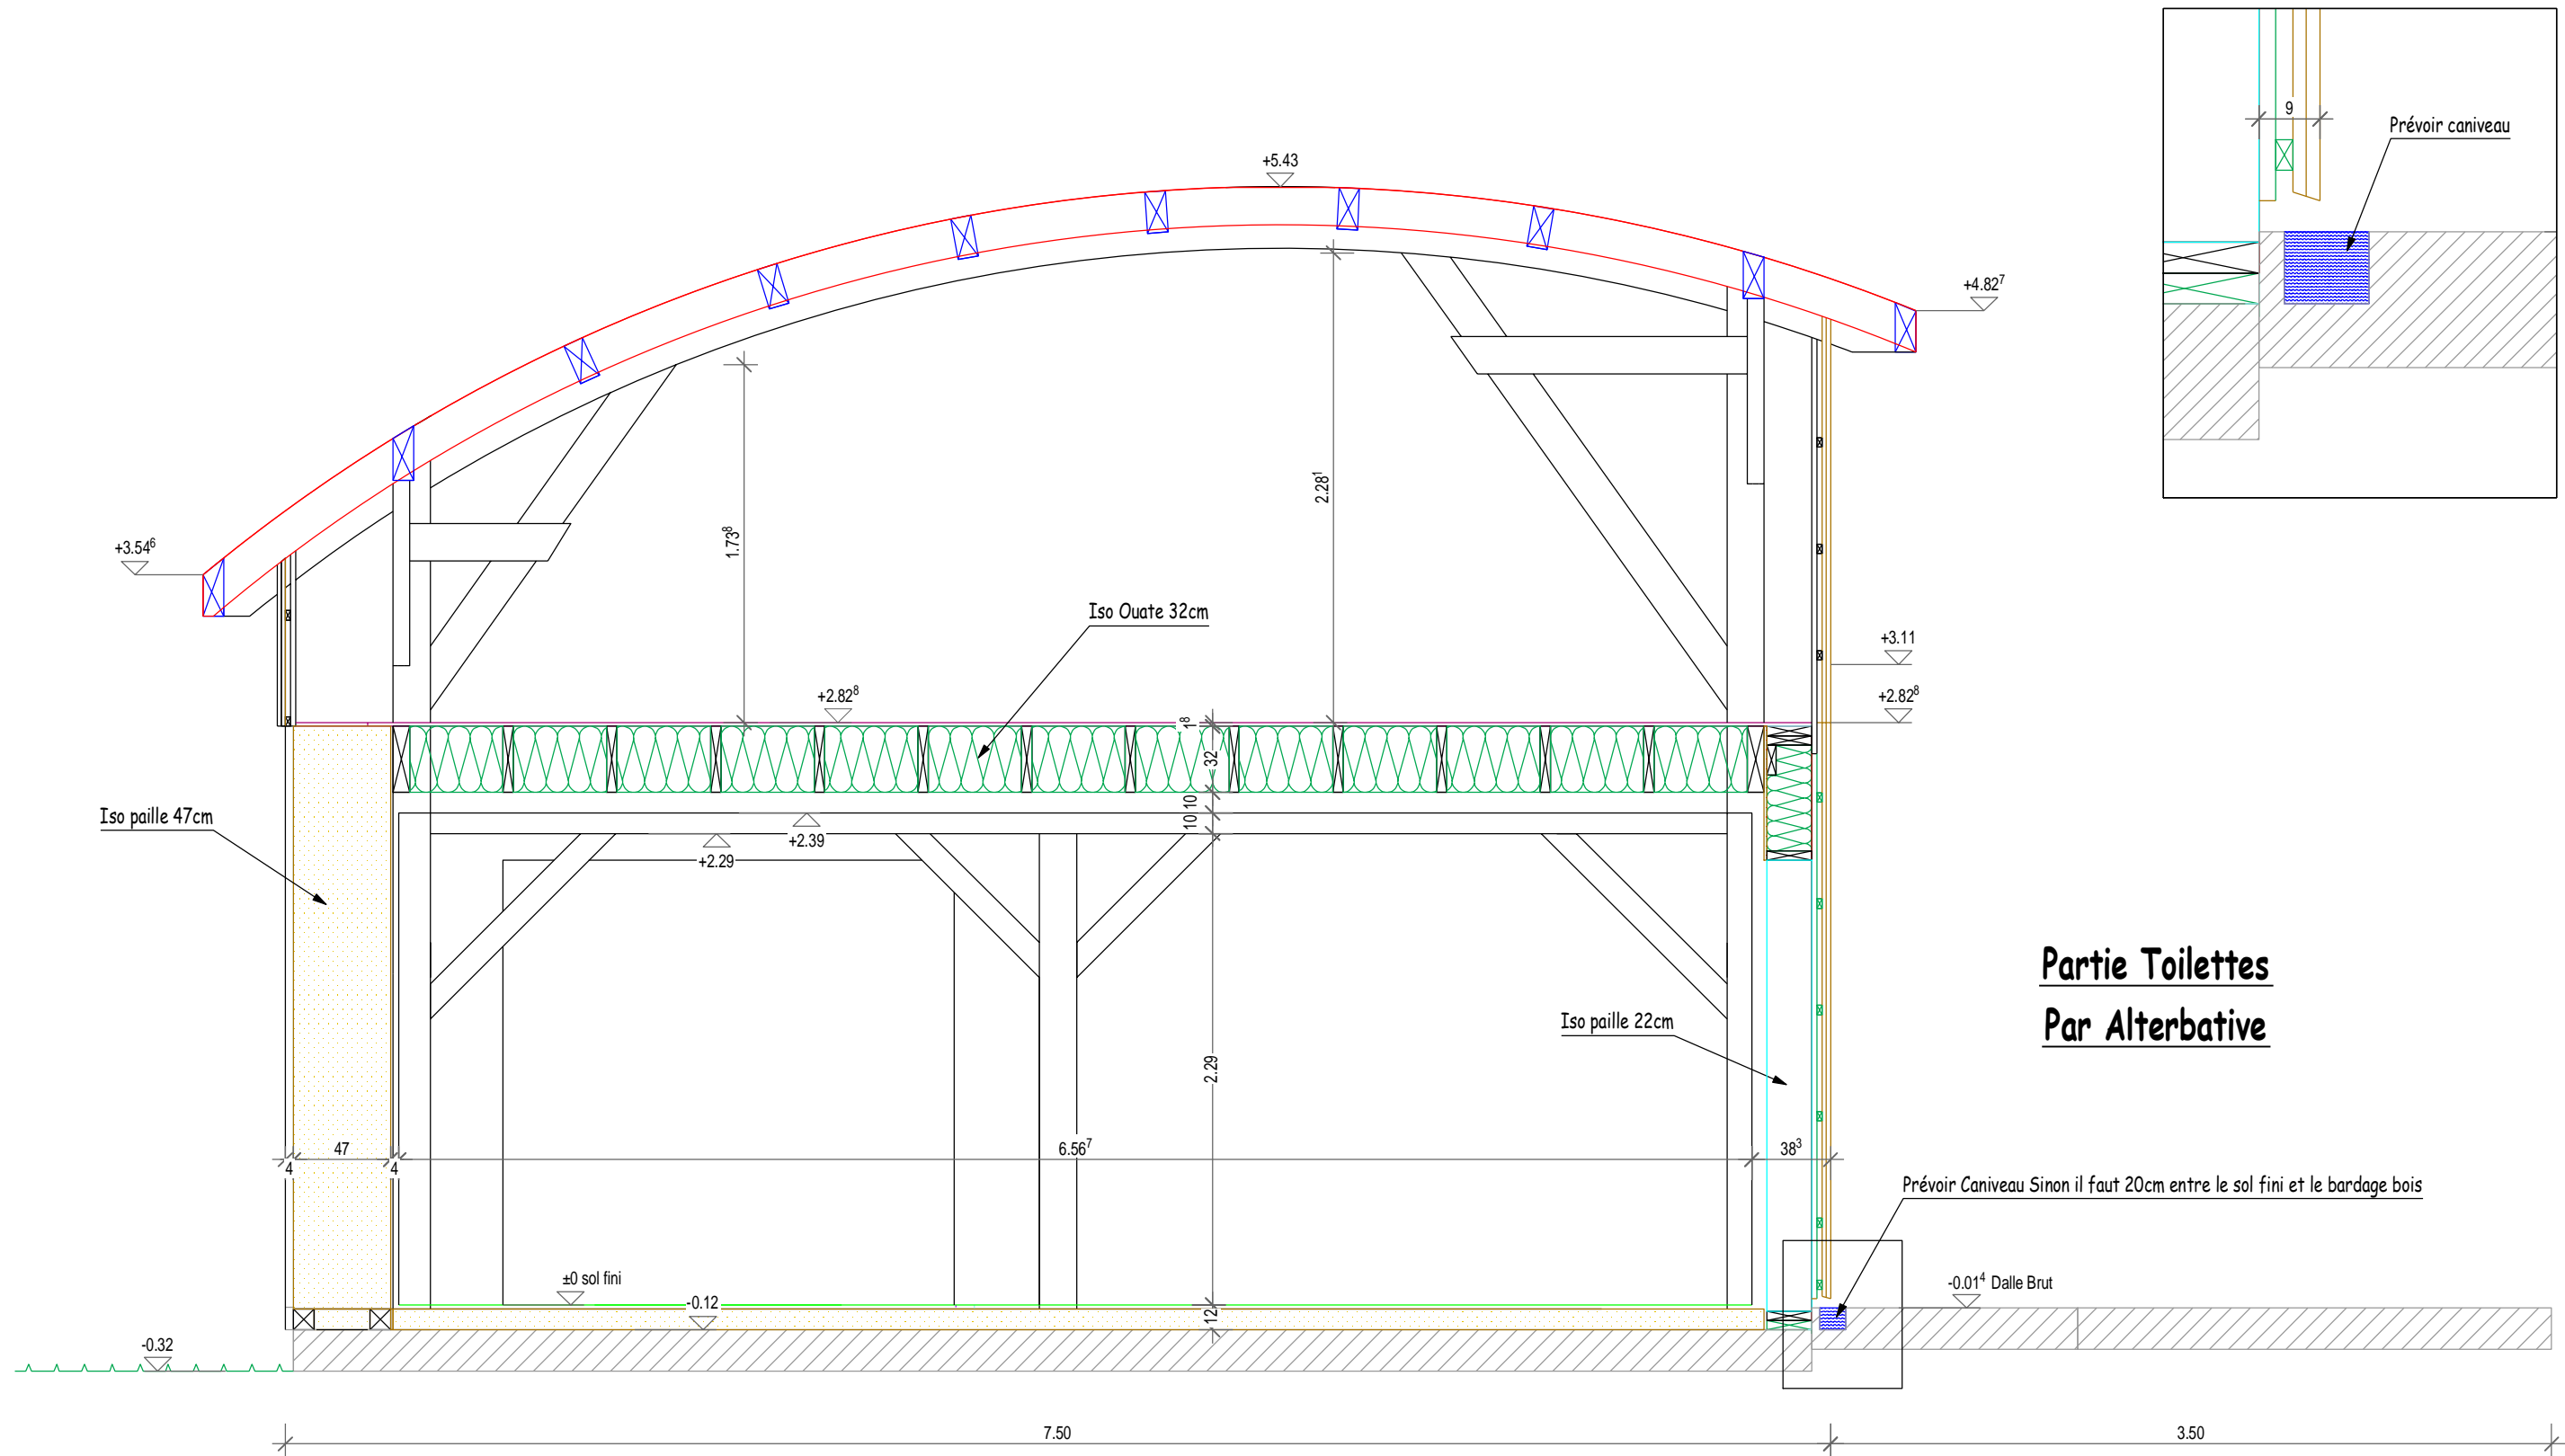 9
Prévoir caniveau
+5.43
+4.82⁷
2.28¹
1.73⁸
+3.54⁶
Iso Ouate 32cm
+3.11
+2.82⁸
+2.82⁸
1⁸
32
10
10
Iso paille 47cm
+2.39
+2.29
Partie Toilettes
Par Alterbative
Iso paille 22cm
2.29
4
47
4
6.56⁷
38³
Prévoir Caniveau Sinon il faut 20cm entre le sol fini et le bardage bois
±0 sol fini
-0.12
12
-0.01⁴ Dalle Brut
-0.32
7.50
3.50